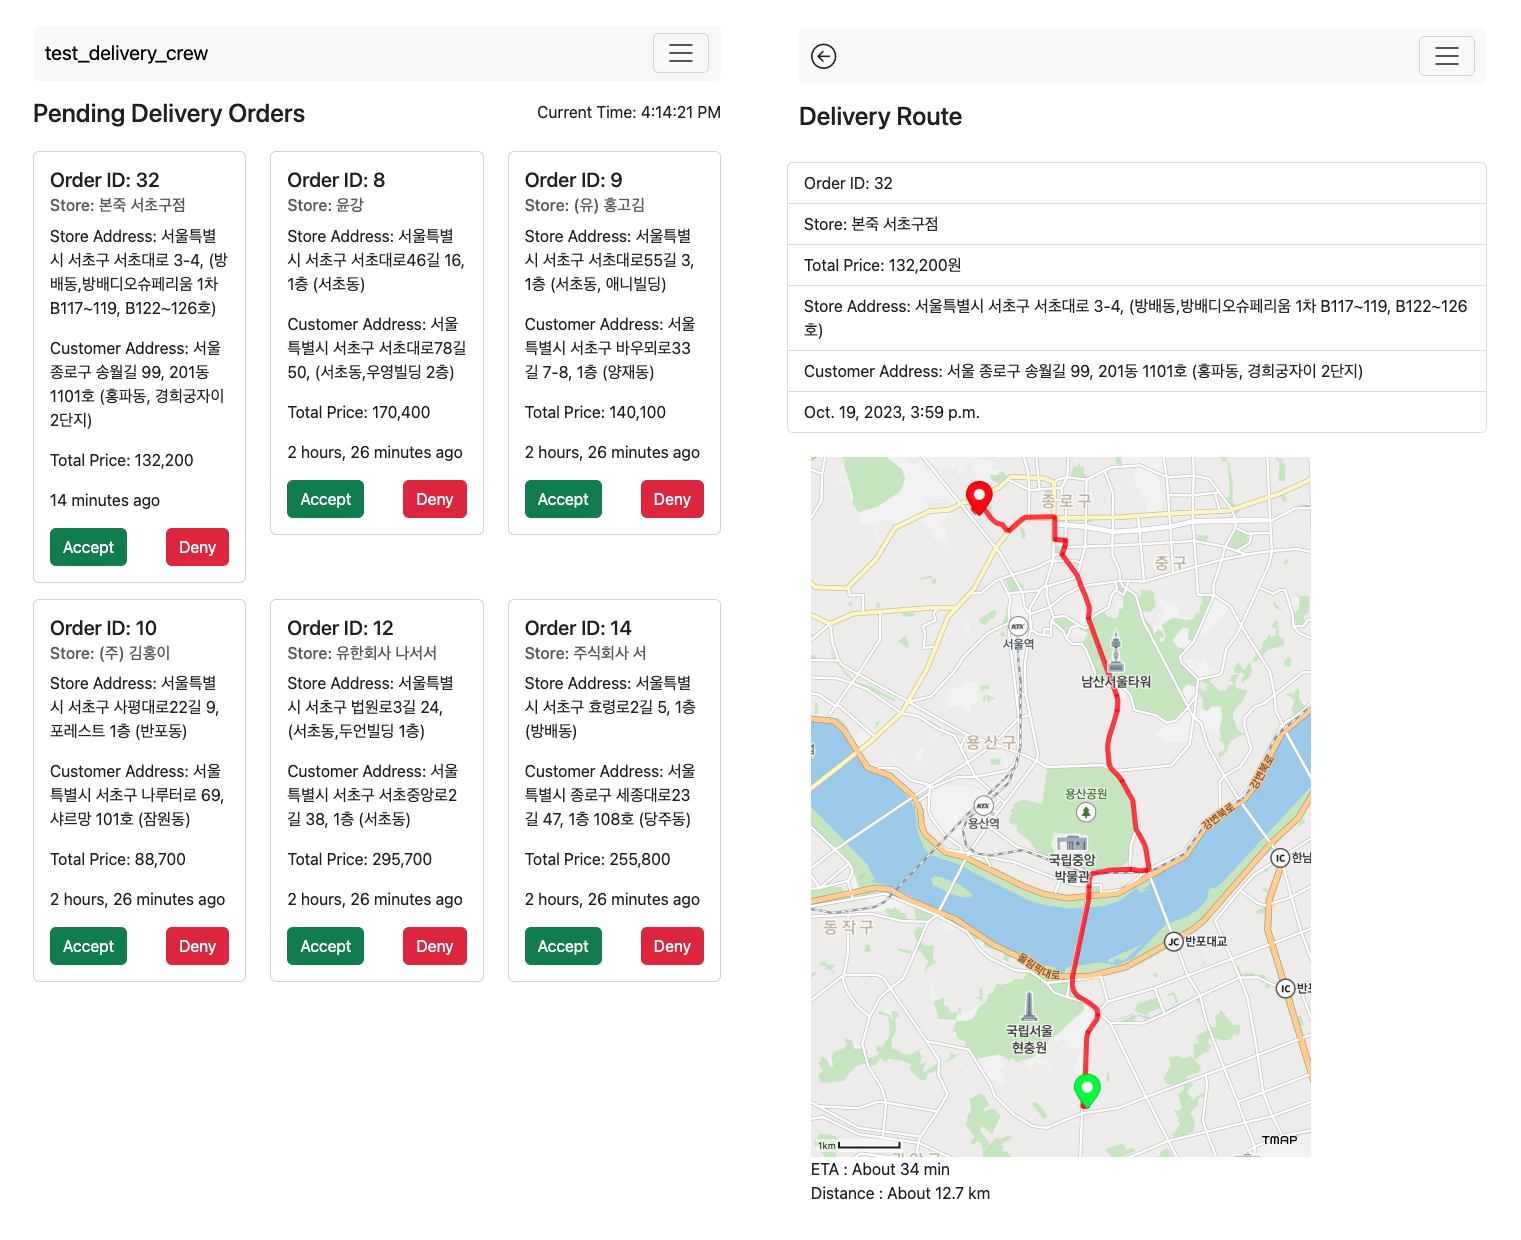 test_delivery_crew
Pending Delivery Orders
Current Time: 4:14:21 PM
Order ID: 32
Store: 본죽 서초구점
Store Address: 서울특별
시 서초구 서초대로 3-4, (방
배동,방배디오슈페리움 1차
B117~119, B122~126호)
Customer Address: 서울
종로구 송월길 99, 201동
1101호 (홍파동, 경희궁자이
2단지)
Total Price: 132,200
14 minutes ago
Accept
Deny
Order ID: 8
Store: 윤강
Store Address: 서울특별
시 서초구 서초대로46길 16,
1층 (서초동)
Customer Address: 서울
특별시 서초구 서초대로78길
50, (서초동,우영빌딩 2층)
Total Price: 170,400
2 hours, 26 minutes ago
Accept
Deny
Order ID: 9
Store: (유) 홍고김
Store Address: 서울특별
시 서초구 서초대로55길 3,
1층 (서초동, 애니빌딩)
Customer Address: 서울
특별시 서초구 바우뫼로33
길 7-8, 1층 (양재동)
Total Price: 140,100
2 hours, 26 minutes ago
Accept
Deny
Order ID: 10
Store: (주) 김홍이
Store Address: 서울특별
시 서초구 사평대로22길 9,
포레스트 1층 (반포동)
Customer Address: 서울
특별시 서초구 나루터로 69,
샤르망 101호 (잠원동)
Total Price: 88,700
2 hours, 26 minutes ago
Accept
Deny
Order ID: 12
Store: 유한회사 나서서
Store Address: 서울특별
시 서초구 법원로3길 24,
(서초동,두언빌딩 1층)
Customer Address: 서울
특별시 서초구 서초중앙로2
길 38, 1층 (서초동)
Total Price: 295,700
2 hours, 26 minutes ago
Accept
Deny
Order ID: 14
Store: 주식회사 서
Store Address: 서울특별
시 서초구 효령로2길 5, 1층
(방배동)
Customer Address: 서울
특별시 종로구 세종대로23
길 47, 1층 108호 (당주동)
Total Price: 255,800
2 hours, 26 minutes ago
Accept
Deny
Delivery Route
Order ID: 32
Store: 본죽 서초구점
Total Price: 132,200원
Store Address: 서울특별시 서초구 서초대로 3-4, (방배동,방배디오슈페리움 1차 B117~119, B122~126
호)
Customer Address: 서울 종로구 송월길 99, 201동 1101호 (홍파동, 경희궁자이 2단지)
Oct. 19, 2023, 3:59 p.m.
종로구
중구
KTX
서울역
남산서울타워
용산구
용산공원
KTX
용산역
강변북로
강변북로
국립중앙
박물관
IC 한남
동작구
JC 반포대교
올림픽대로
IC
국립서울
현충원
1km
TMAP
ETA : About 34 min
Distance : About 12.7 km